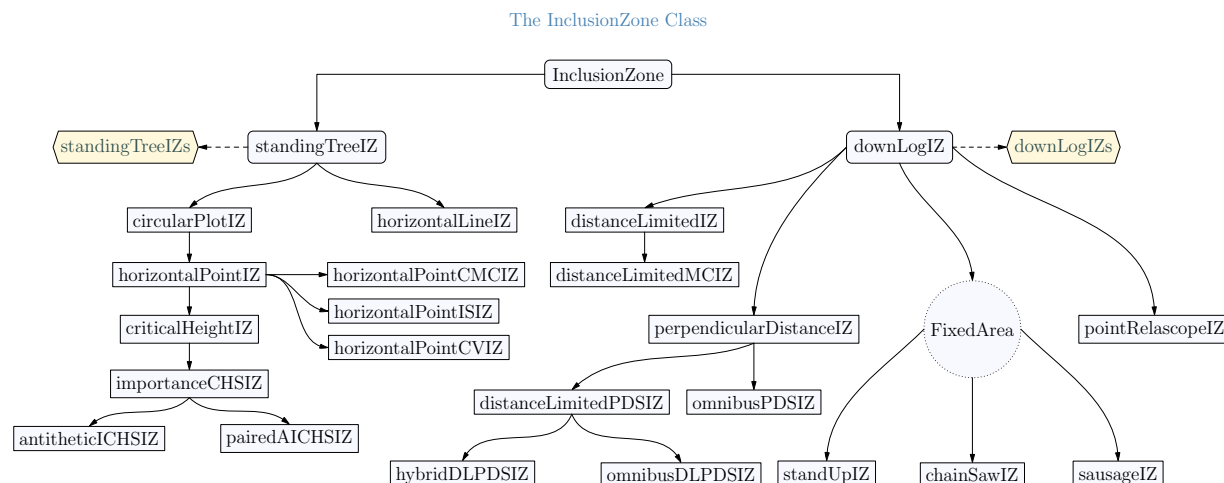 The InclusionZone Class
InclusionZone
standingTreeIZs
standingTreeIZ
downLogIZ
downLogIZs
circularPlotIZ
horizontalLineIZ
distanceLimitedIZ
horizontalPointIZ
horizontalPointCMCIZ
distanceLimitedMCIZ
horizontalPointISIZ
criticalHeightIZ
perpendicularDistanceIZ
FixedArea
pointRelascopeIZ
horizontalPointCVIZ
importanceCHSIZ
distanceLimitedPDSIZ
omnibusPDSIZ
antitheticICHSIZ
pairedAICHSIZ
hybridDLPDSIZ
omnibusDLPDSIZ
standUpIZ
chainSawIZ
sausageIZ